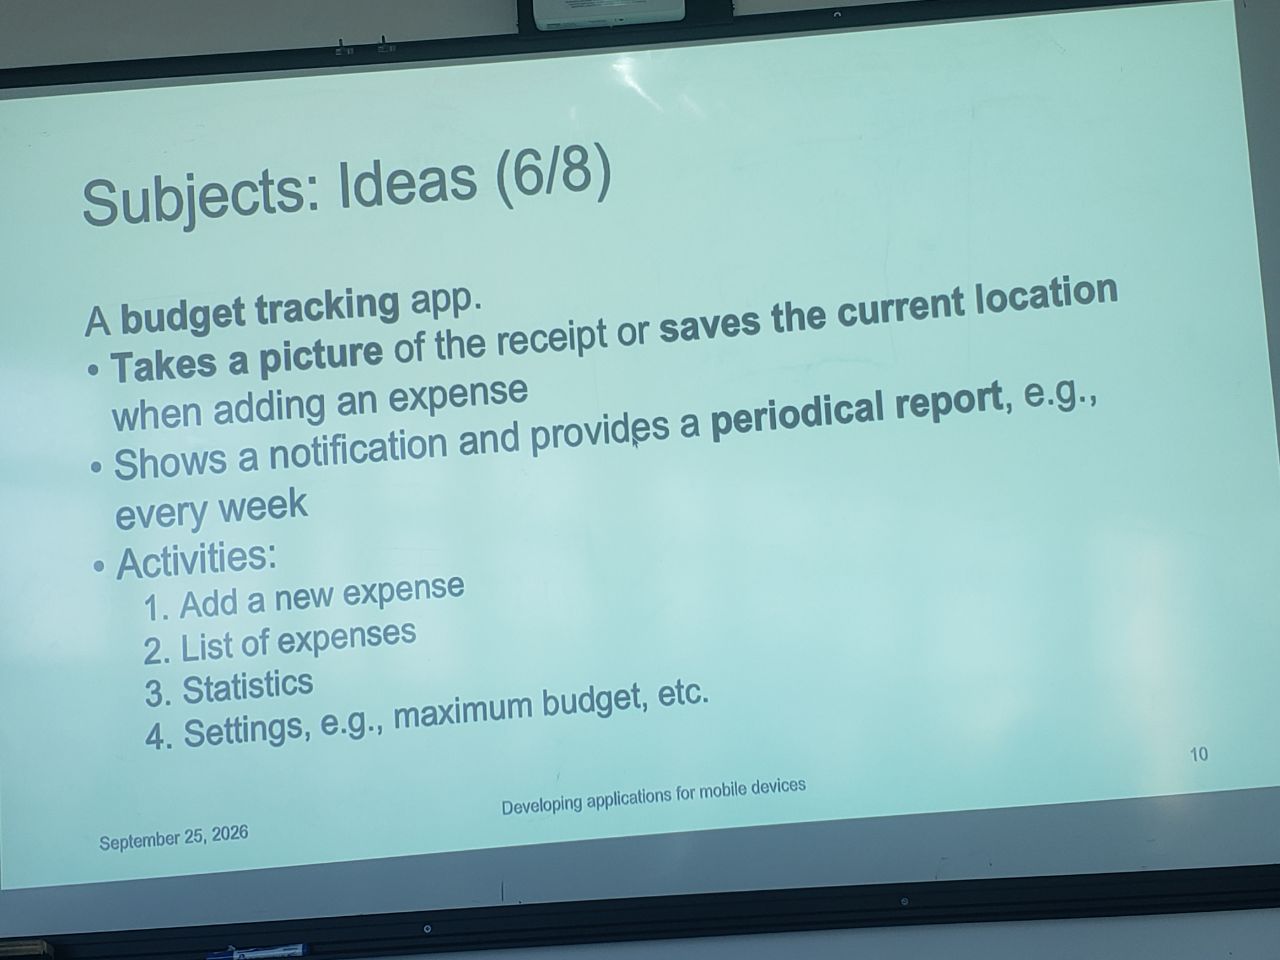 Subjects: Ideas (6/8)
A budget tracking app.
• Takes a picture of the receipt or saves the current location
when adding an expense
• Shows a notification and provides a periodical report, e.g.,
every week
• Activities:
1. Add a new expense
2. List of expenses
3. Statistics
4. Settings, e.g., maximum budget, etc.
10
Developing applications for mobile devices
September 25, 2026